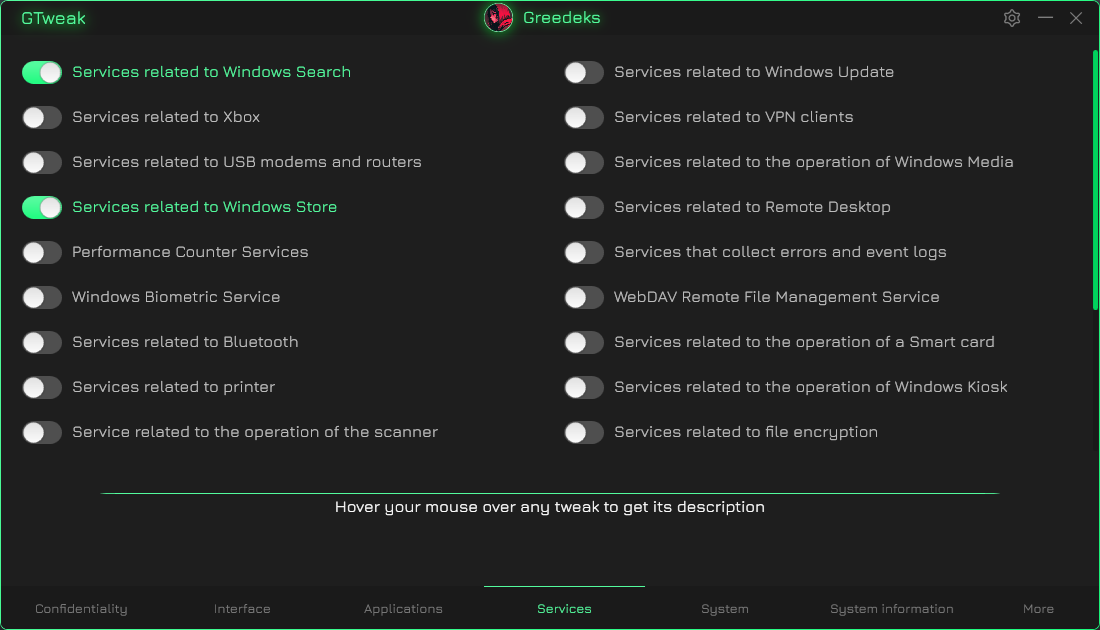 GTweak
Greedeks
Services related to Windows Search
Services related to Windows Update
Services related to Xbox
Services related to VPN clients
Services related to USB modems and routers
Services related to the operation of Windows Media
Services related to Windows Store
Services related to Remote Desktop
Performance Counter Services
Services that collect errors and event logs
Windows Biometric Service
WebDAV Remote File Management Service
Services related to Bluetooth
Services related to the operation of a Smart card
Services related to printer
Services related to the operation of Windows Kiosk
Service related to the operation of the scanner
Services related to file encryption
Hover your mouse over any tweak to get its description
Confidentiality
Interface
Applications
Services
System
System information
More